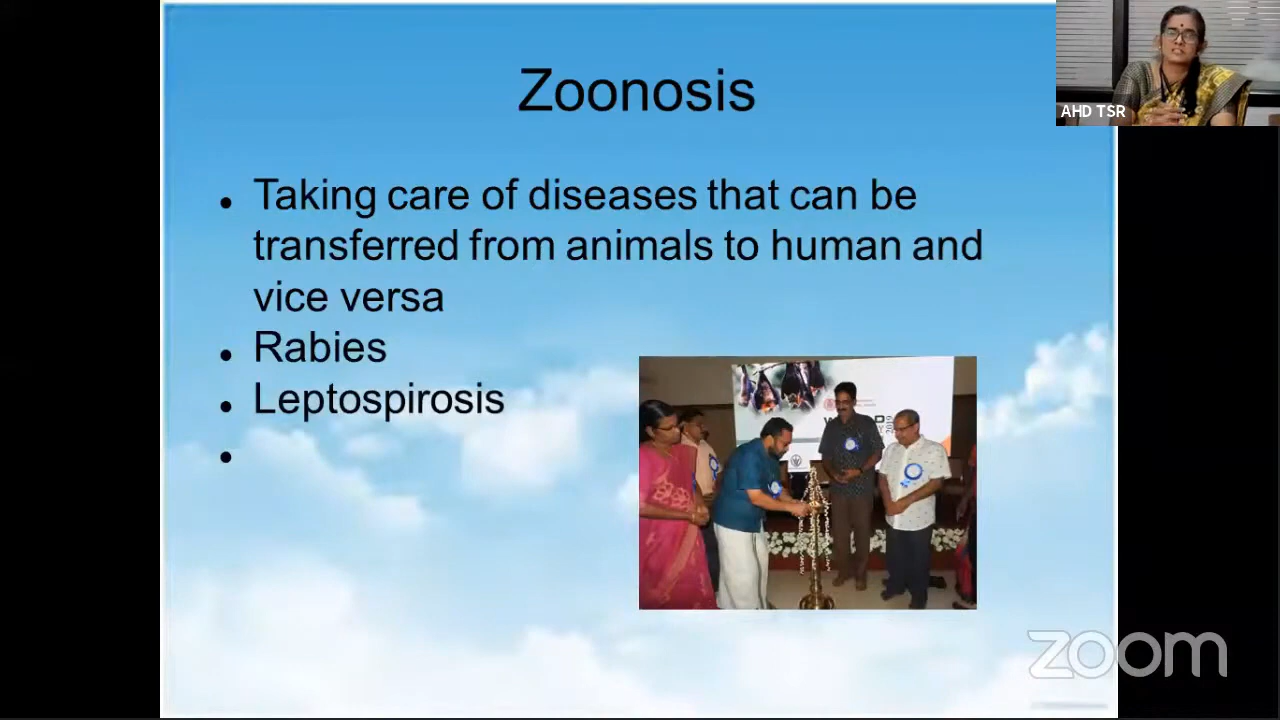 Zoonosis
AHD TSR
• Taking care of diseases that can be
transferred from animals to human and
vice versa
• Rabies
• Leptospirosis
•
2019
zoom